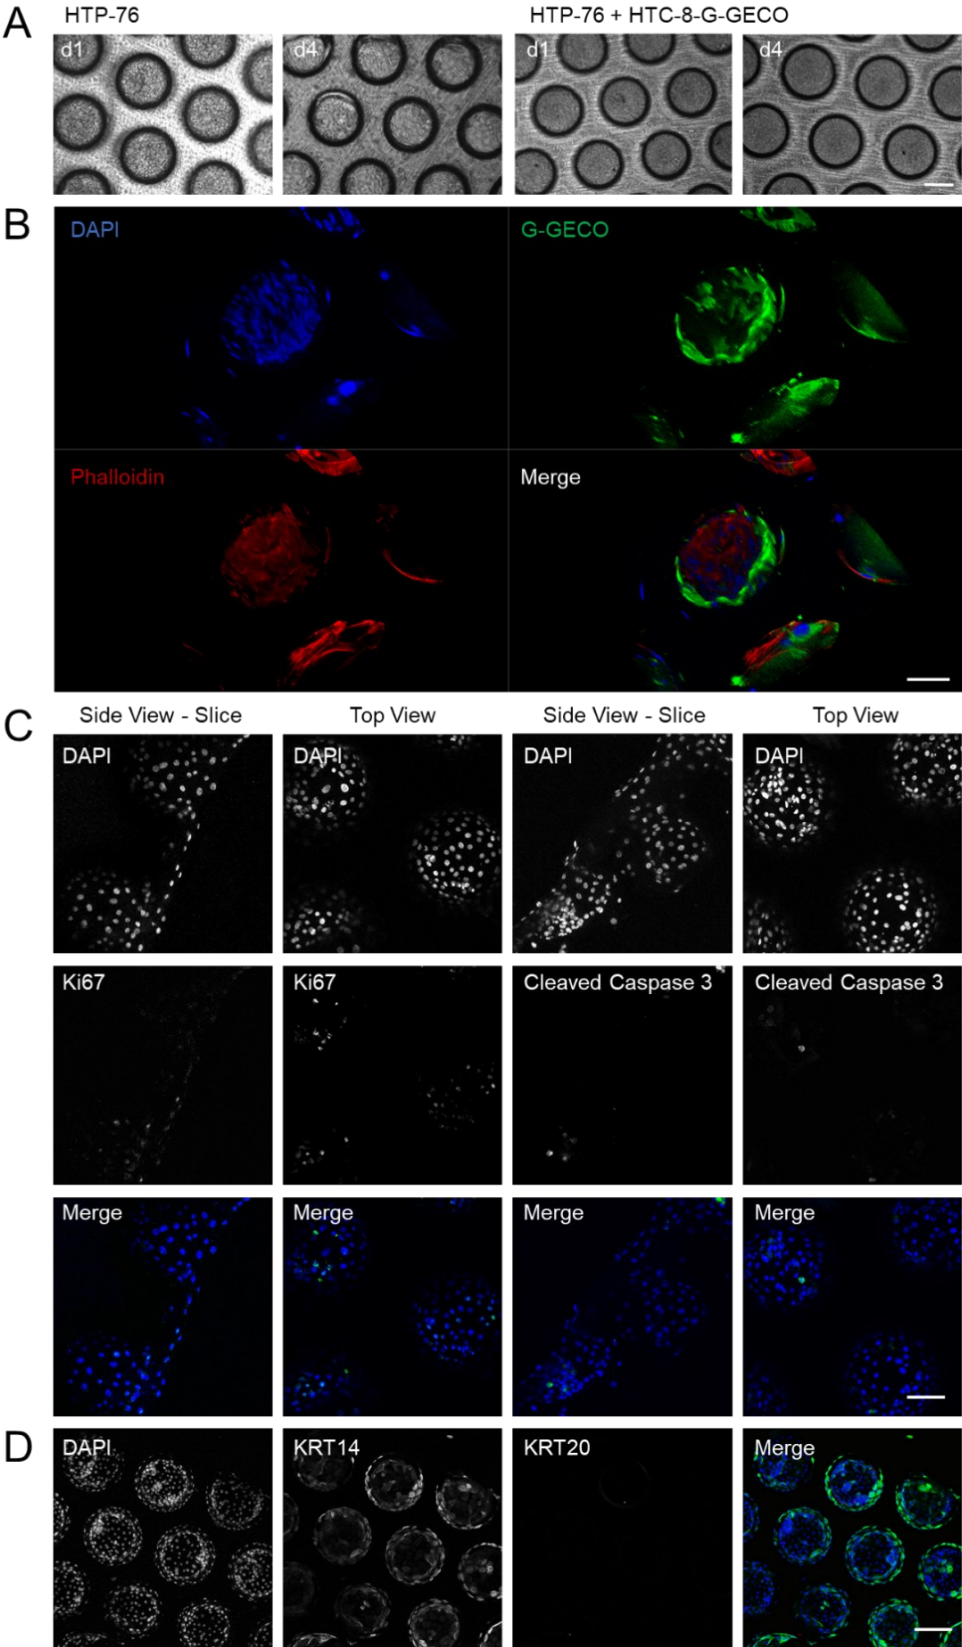 A
HTP-76
HTP-76 + HTC-8-G-GECO
d1
d4
d1
d4
B
DAPI
G-GECO
Phalloidin
Merge
C
Side View - Slice
Top View
Side View - Slice
Top View
DAPI
DAPI
DAPI
DAPI
Ki67
Ki67
Cleaved Caspase 3
Cleaved Caspase 3
Merge
Merge
Merge
Merge
D
DAPI
KRT14
KRT20
Merge